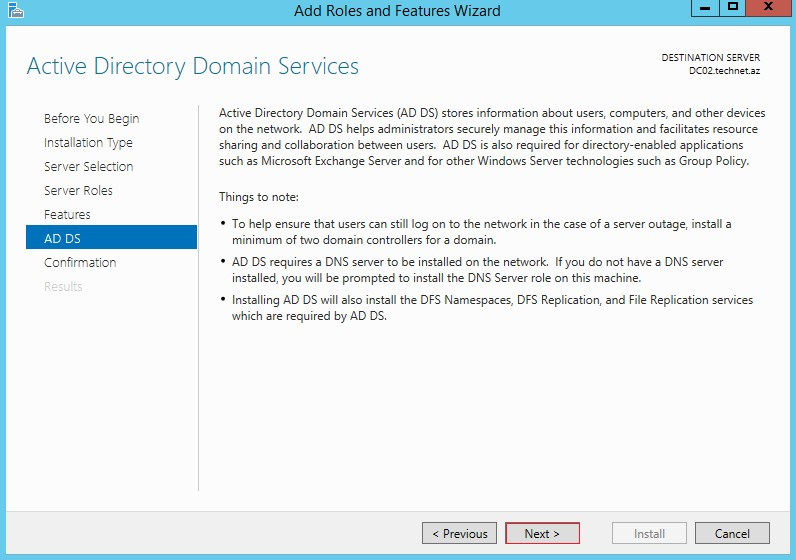 Add Roles and Features Wizard
Active Directory Domain Services
DESTINATION SERVER
DC02.technet.az
Before You Begin
Installation Type
Server Selection
Server Roles
Features
AD DS
Confirmation
Results
Active Directory Domain Services (AD DS) stores information about users, computers, and other devices
on the network.  AD DS helps administrators securely manage this information and facilitates resource
sharing and collaboration between users.  AD DS is also required for directory-enabled applications
such as Microsoft Exchange Server and for other Windows Server technologies such as Group Policy.
Things to note:
• To help ensure that users can still log on to the network in the case of a server outage, install a
minimum of two domain controllers for a domain.
• AD DS requires a DNS server to be installed on the network.  If you do not have a DNS server
installed, you will be prompted to install the DNS Server role on this machine.
• Installing AD DS will also install the DFS Namespaces, DFS Replication, and File Replication services
which are required by AD DS.
< Previous
Next >
Install
Cancel